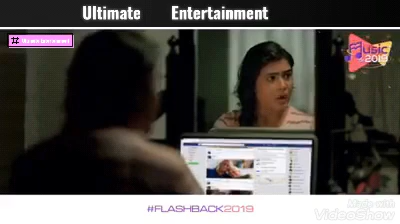 Ultimate Entertainment
Music
2019
#FLASHBACK2019
Made with
VideoShow